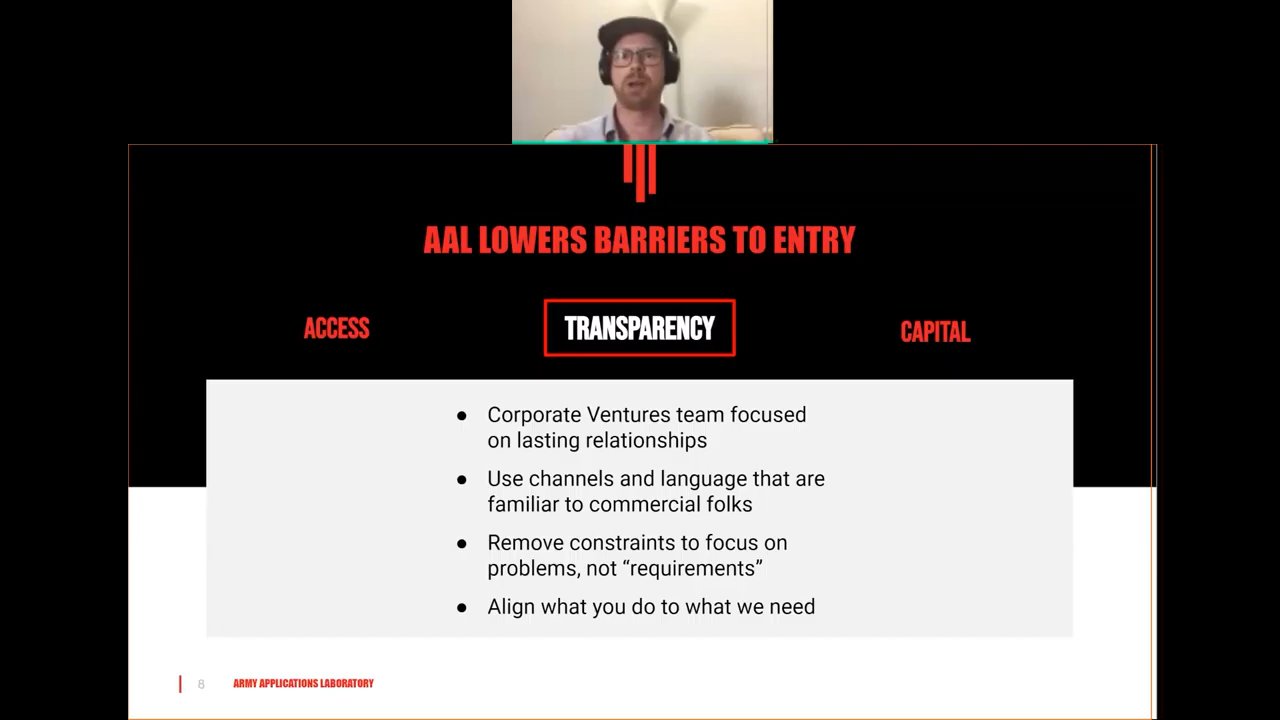 AAL LOWERS BARRIERS TO ENTRY
ACCESS
TRANSPARENCY
CAPITAL
● Corporate Ventures team focused
on lasting relationships
● Use channels and language that are
familiar to commercial folks
● Remove constraints to focus on
problems, not “requirements”
● Align what you do to what we need
8
ARMY APPLICATIONS LABORATORY